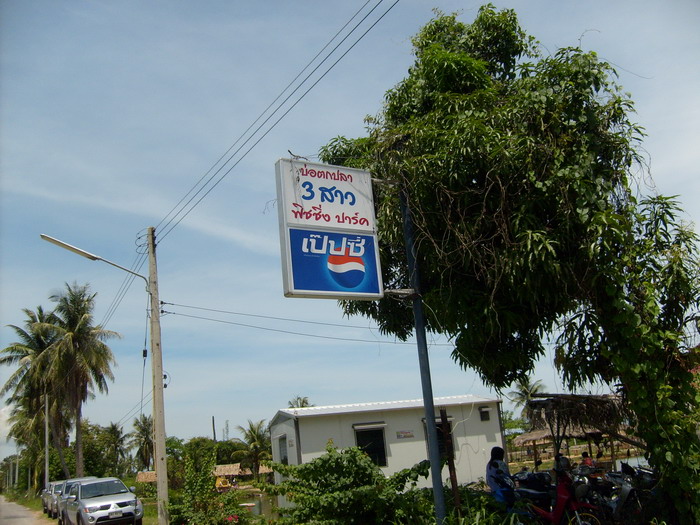 บ่อตกปลา
3 สาว
ฟิชชิ่ง ปาร์ค
เป๊ปซี่